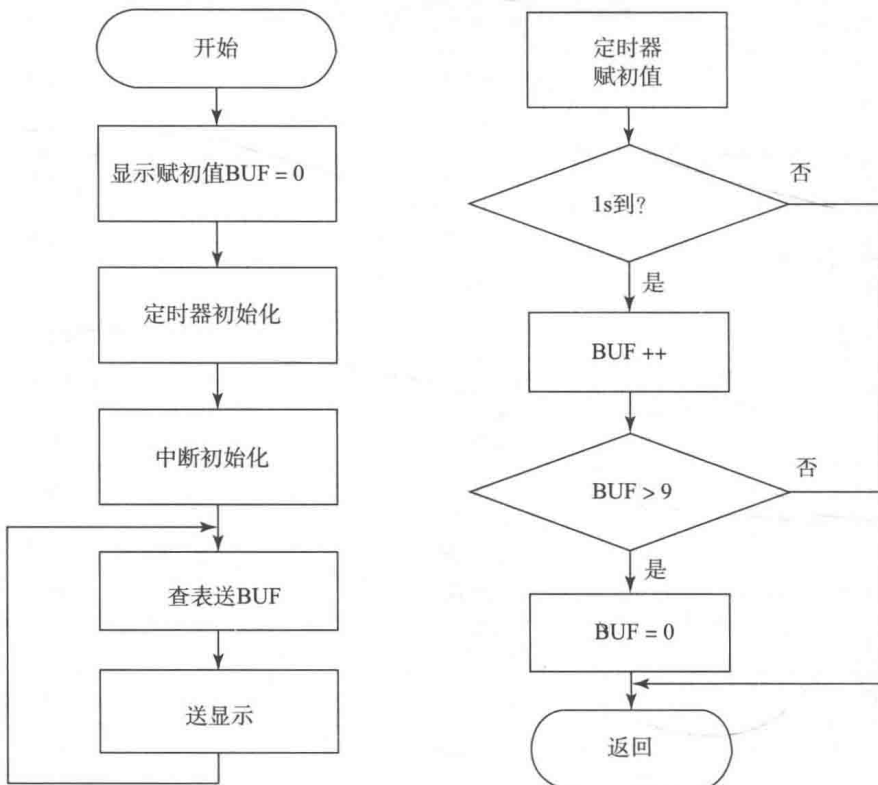 开始
显示赋初值BUF = 0
定时器初始化
中断初始化
查表送BUF
送显示
定时器
赋初值
1s到?
否
是
BUF ++
BUF > 9
否
是
BUF = 0
返回